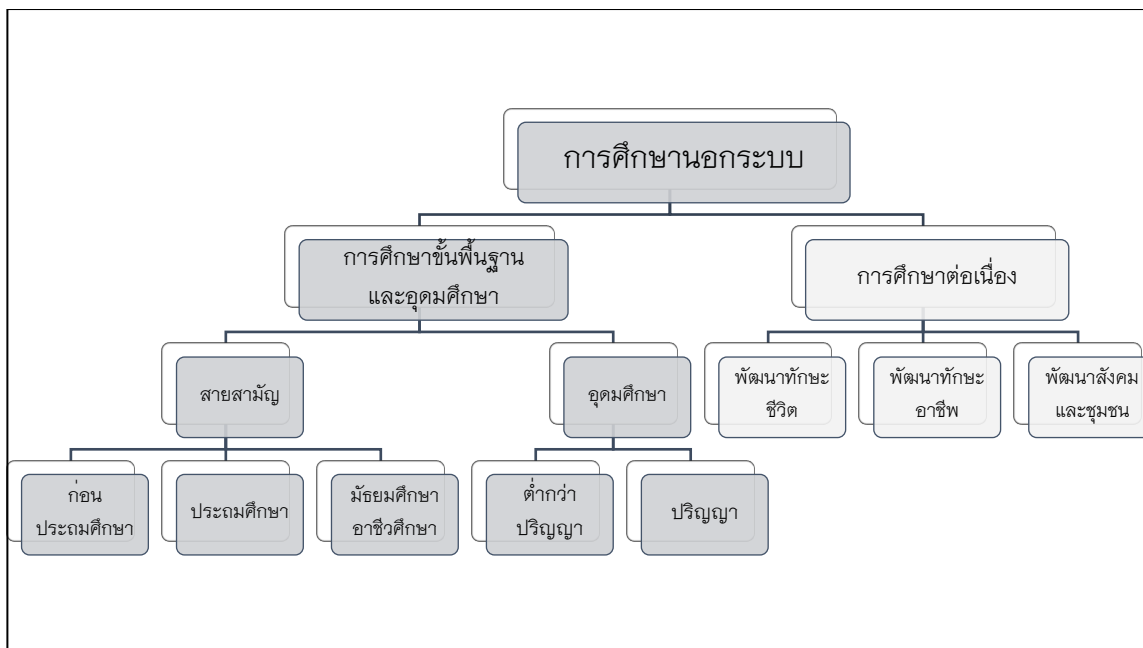 การศึกษานอกระบบ
การศึกษาขั้นพื้นฐาน
และอุดมศึกษา
การศึกษาต่อเนื่อง
สายสามัญ
อุดมศึกษา
พัฒนาทักษะ
ชีวิต
พัฒนาทักษะ
อาชีพ
พัฒนาสังคม
และชุมชน
ก่อน
ประถมศึกษา
ประถมศึกษา
มัธยมศึกษา
อาชีวศึกษา
ต่ำกว่า
ปริญญา
ปริญญา